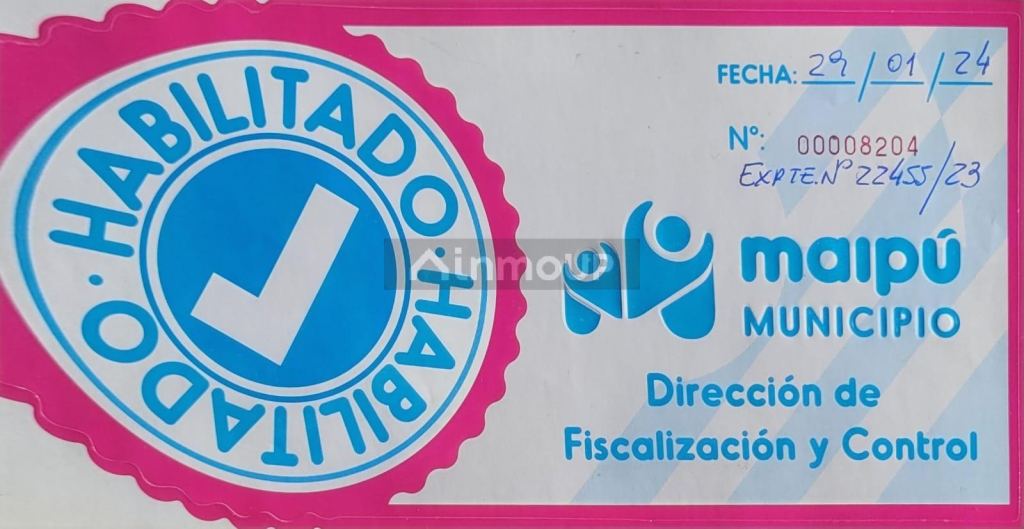 HABILITADO · HABILITADO · HABILITADO ·
FECHA: 29/01/24
Nº: 00008204
EXPTE.Nº 22455/23
inmoup
maipú
MUNICIPIO
Dirección de
Fiscalización y Control